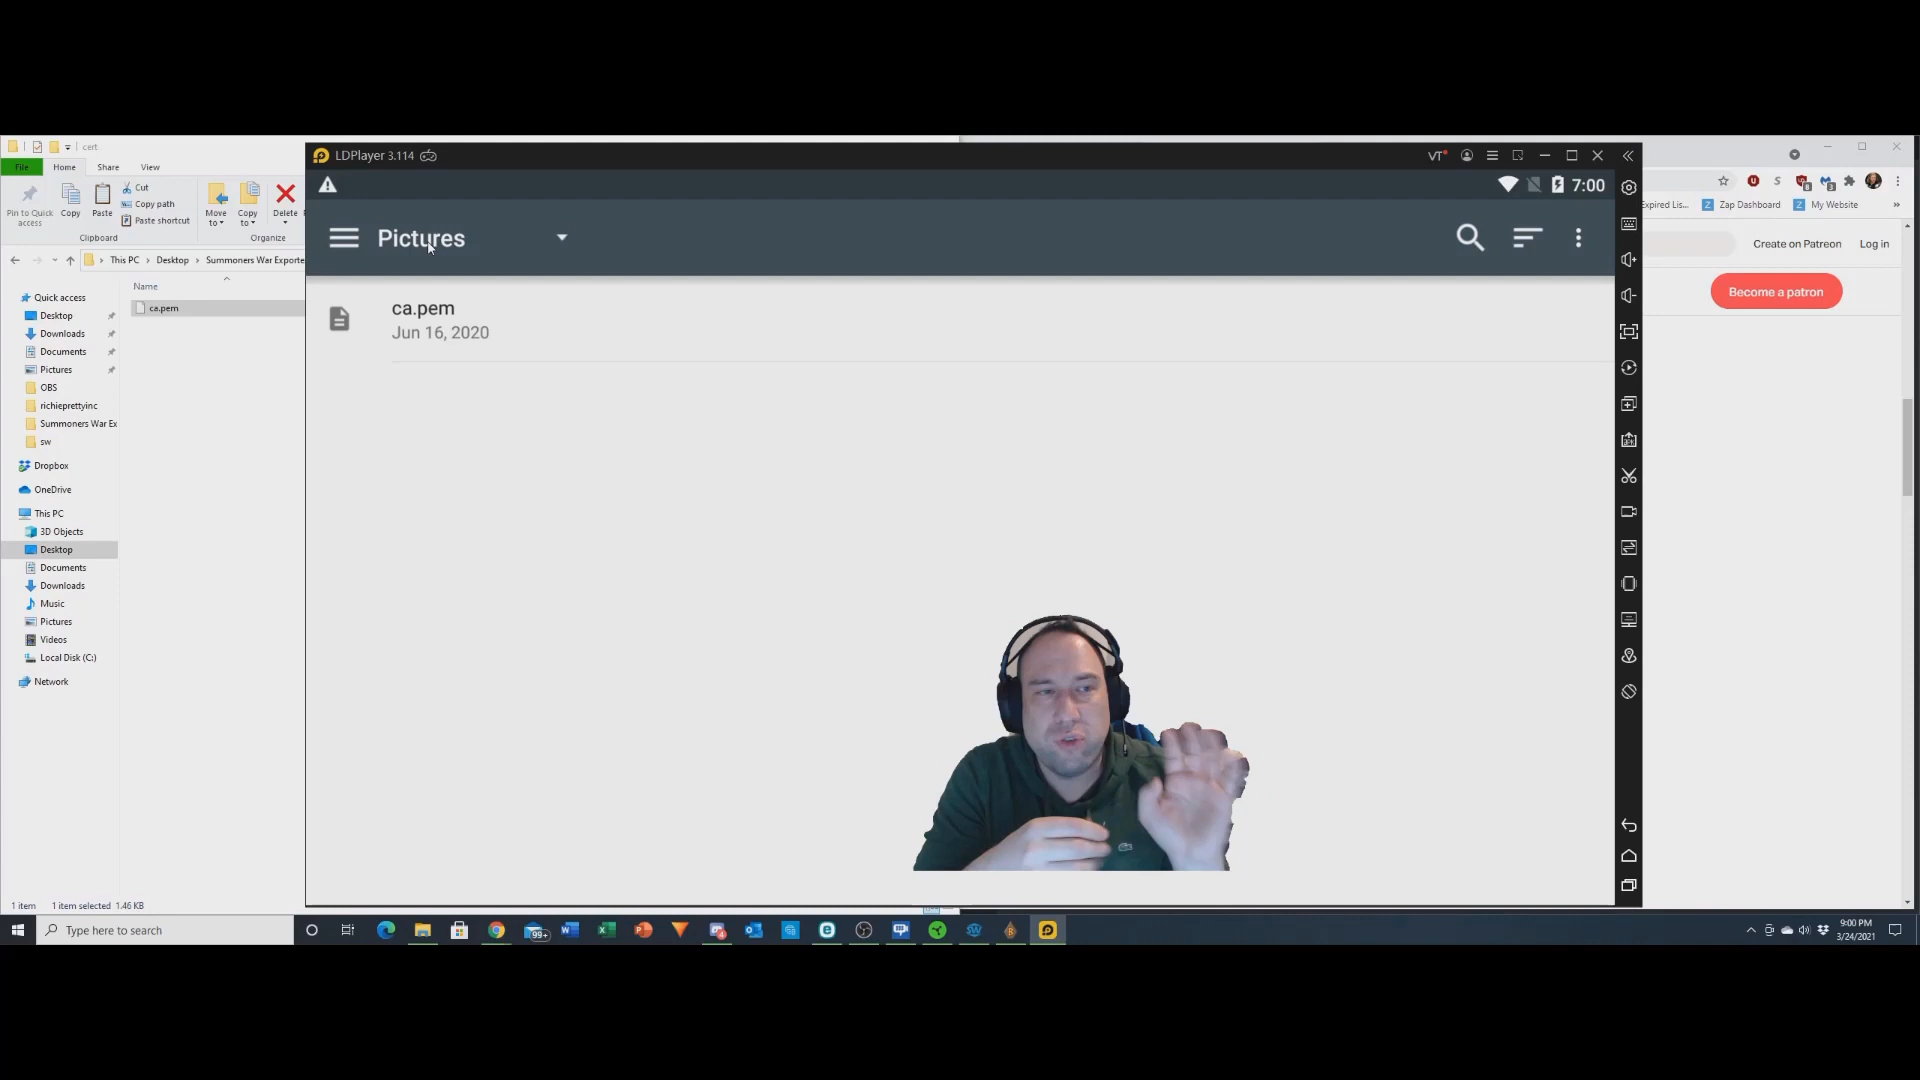 cert
File
Home
Share
View
Pin to Quick
access
Copy
Paste
Cut
Copy path
Paste shortcut
Move
to
Copy
to
Delete
Clipboard
Organize
This PC
Desktop
Summoners War Exporte
Name
ca.pem
Quick access
Desktop
Downloads
Documents
Pictures
OBS
richieprettyinc
Summoners War Ex
sw
Dropbox
OneDrive
This PC
3D Objects
Desktop
Documents
Downloads
Music
Pictures
Videos
Local Disk (C:)
Network
1 item
1 item selected 1.46 KB
LDPlayer 3.114
VT
7:00
Pictures
ca.pem
Jun 16, 2020
Expired Lis...
Zap Dashboard
My Website
Create on Patreon
Log in
Become a patron
Type here to search
99+
9:00 PM
3/24/2021